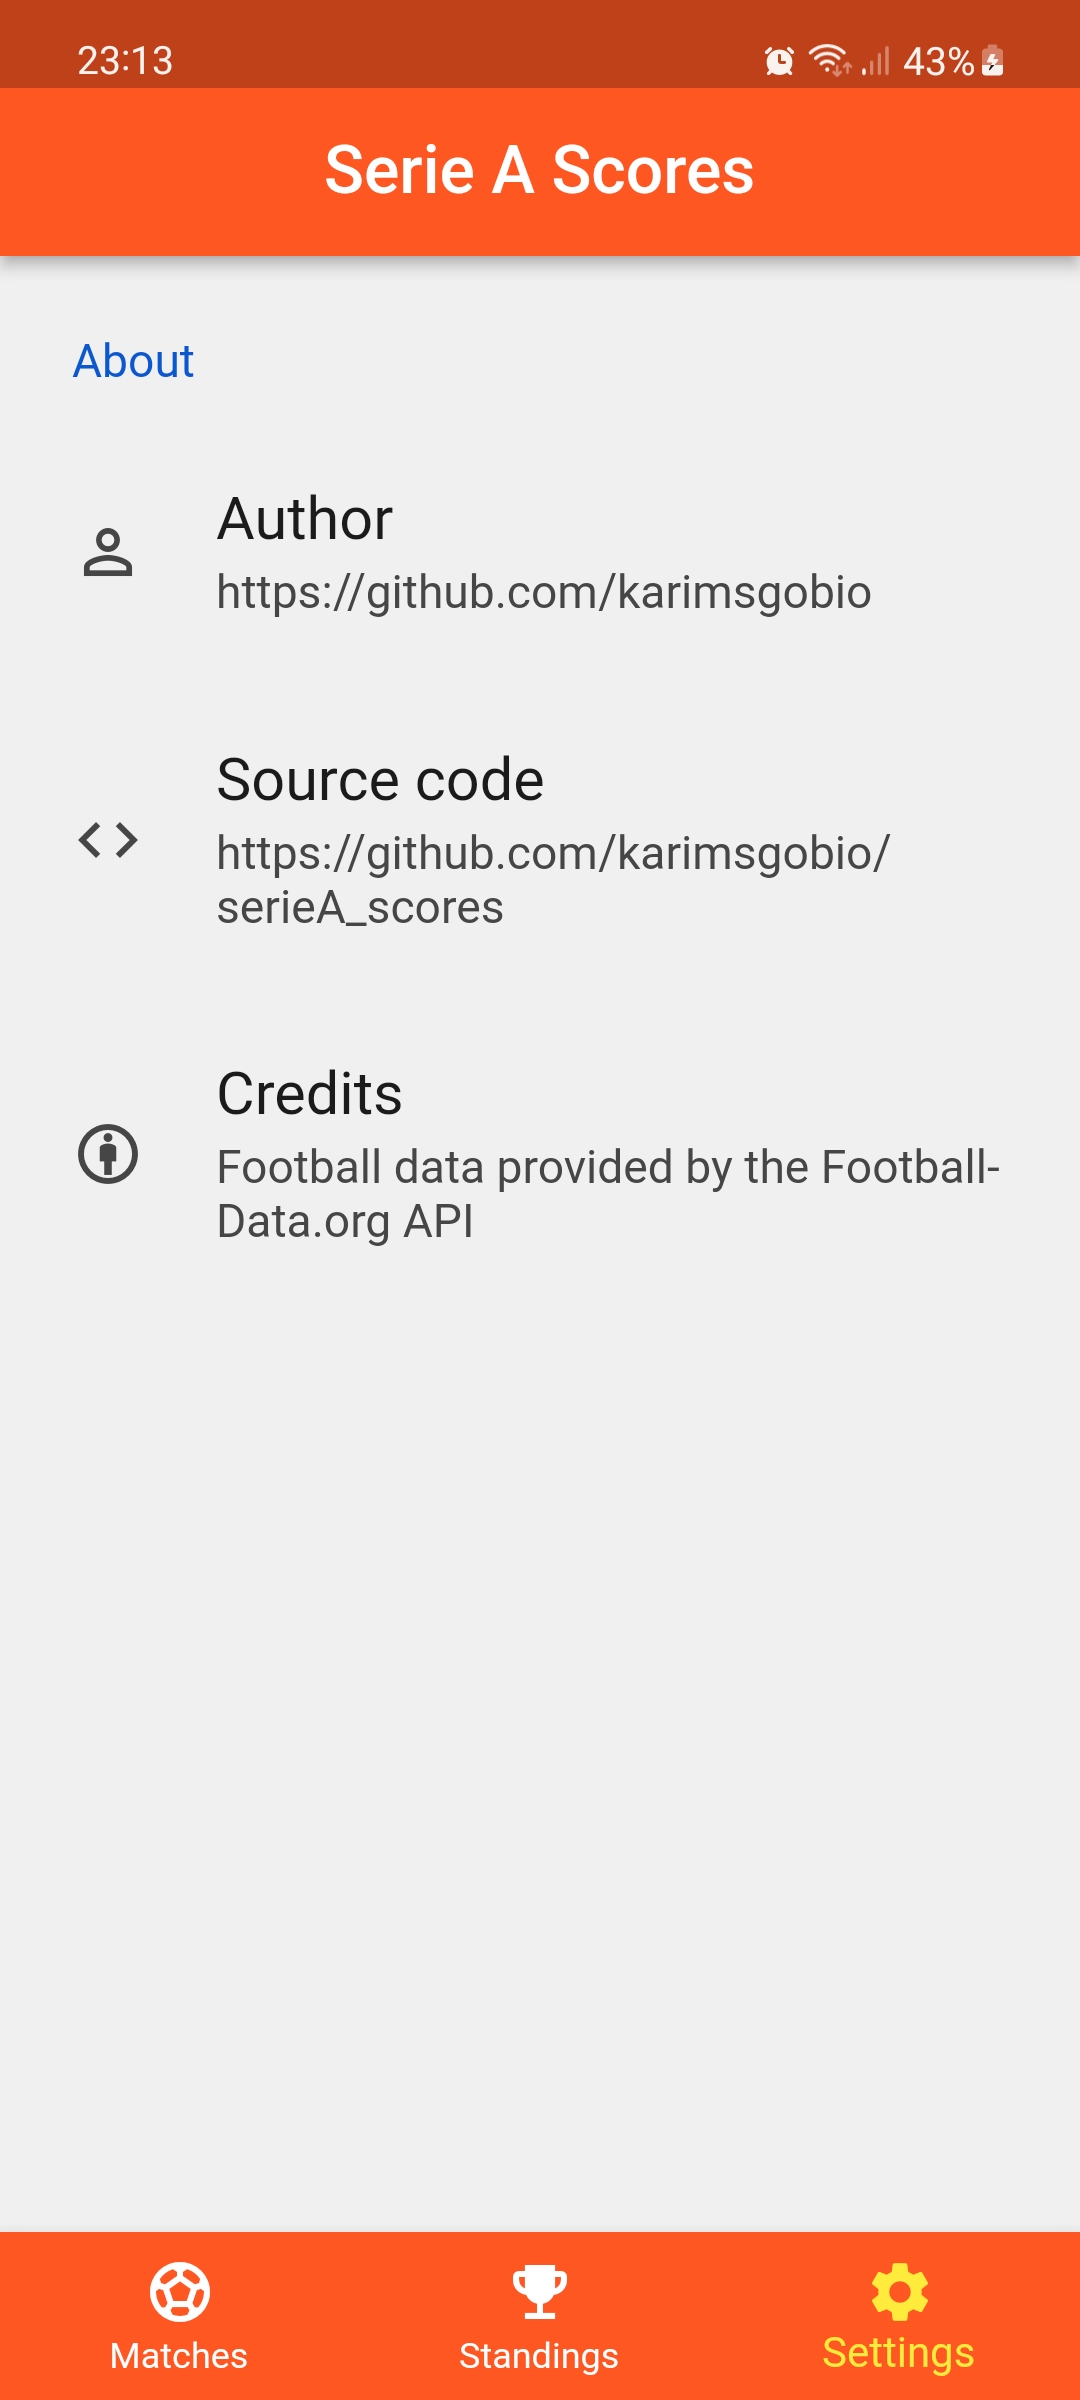 23:13
43%
Serie A Scores
About
Author
https://github.com/karimsgobio
Source code
https://github.com/karimsgobio/
serieA_scores
Credits
Football data provided by the Football-
Data.org API
Matches
Standings
Settings